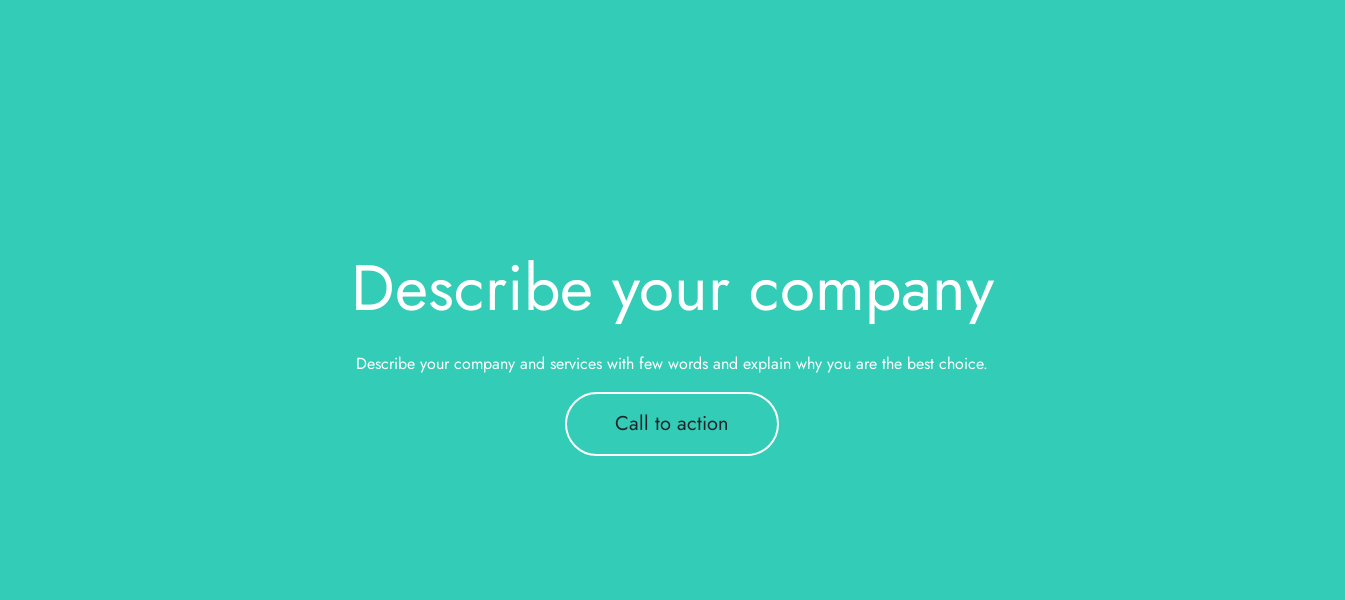 Describe your company
Describe your company and services with few words and explain why you are the best choice.
Call to action